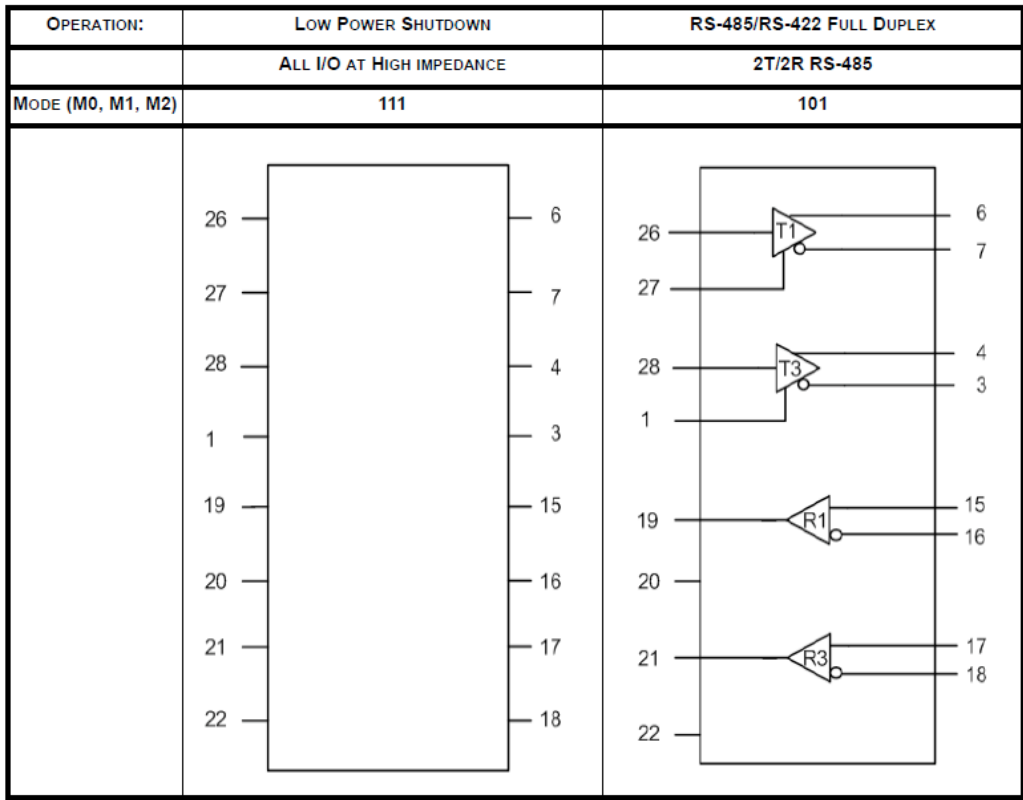 OPERATION: LOW POWER SHUTDOWN RS-485/RS-422 FULL DUPLEX
ALL I/O AT HIGH IMPEDANCE 2T/2R RS-485
MODE (M0, M1, M2) 111 101
26 6
27 7
28 4
1 3
19 15
20 16
21 17
22 18
26 T1 6
7
27
28 T3 4
3
1
19 R1 15
16
20
21 R3 17
18
22